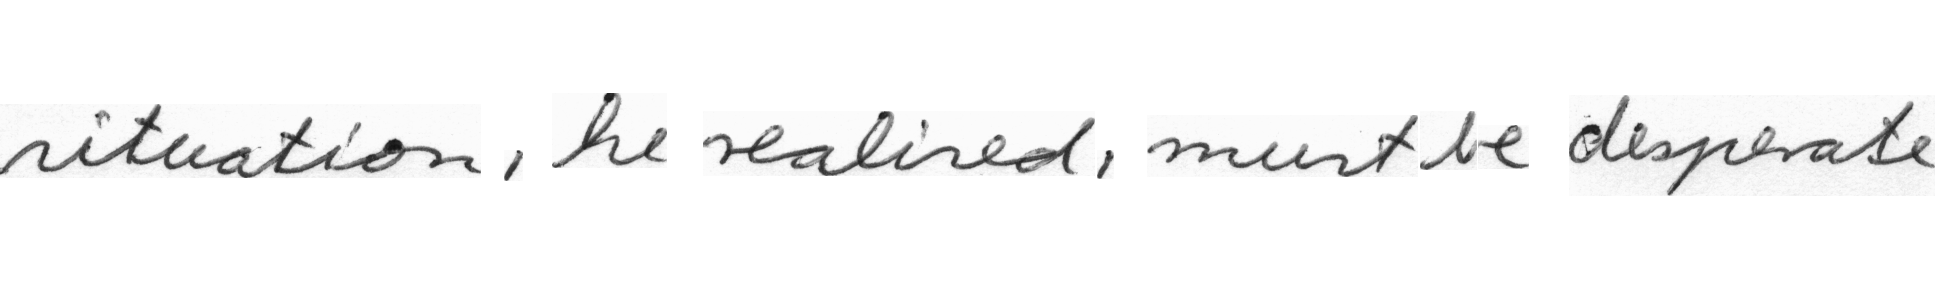 situation, he realised, must be desperate